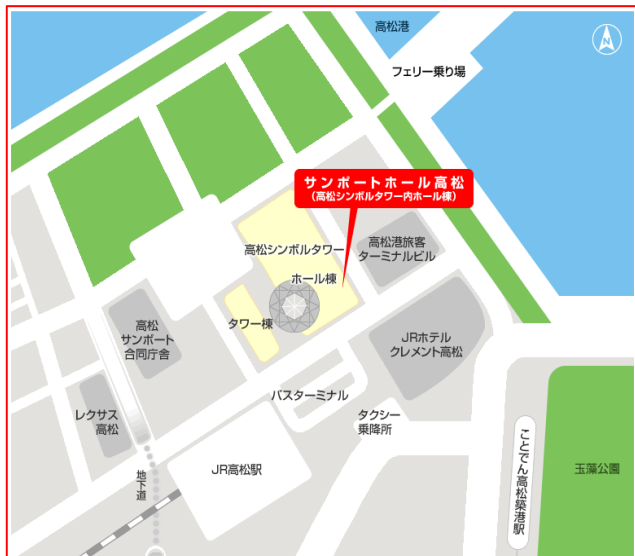 高松港
N
フェリー乗り場
サンポートホール高松
(高松シンボルタワー内ホール棟)
高松シンボルタワー
ホール棟
高松港旅客
ターミナルビル
タワー棟
高松
サンポート
合同庁舎
JRホテル
クレメント高松
レクサス
高松
バスターミナル
タクシー
乗降所
地下道
JR高松駅
ことでん高松築港駅
玉藻公園